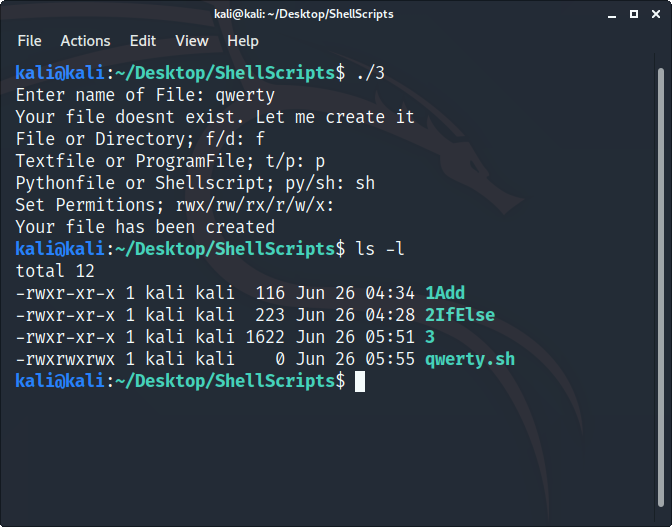 kali@kali: ~/Desktop/ShellScripts
File Actions Edit View Help
kali@kali:~/Desktop/ShellScripts$ ./3
Enter name of File: qwerty
Your file doesnt exist. Let me create it
File or Directory; f/d: f
Textfile or ProgramFile; t/p: p
Pythonfile or Shellscript; py/sh: sh
Set Permitions; rwx/rw/rx/r/w/x:
Your file has been created
kali@kali:~/Desktop/ShellScripts$ ls -l
total 12
-rwxr-xr-x 1 kali kali  116 Jun 26 04:34 1Add
-rwxr-xr-x 1 kali kali  223 Jun 26 04:28 2IfElse
-rwxr-xr-x 1 kali kali 1622 Jun 26 05:51 3
-rwxrwxrwx 1 kali kali    0 Jun 26 05:55 qwerty.sh
kali@kali:~/Desktop/ShellScripts$